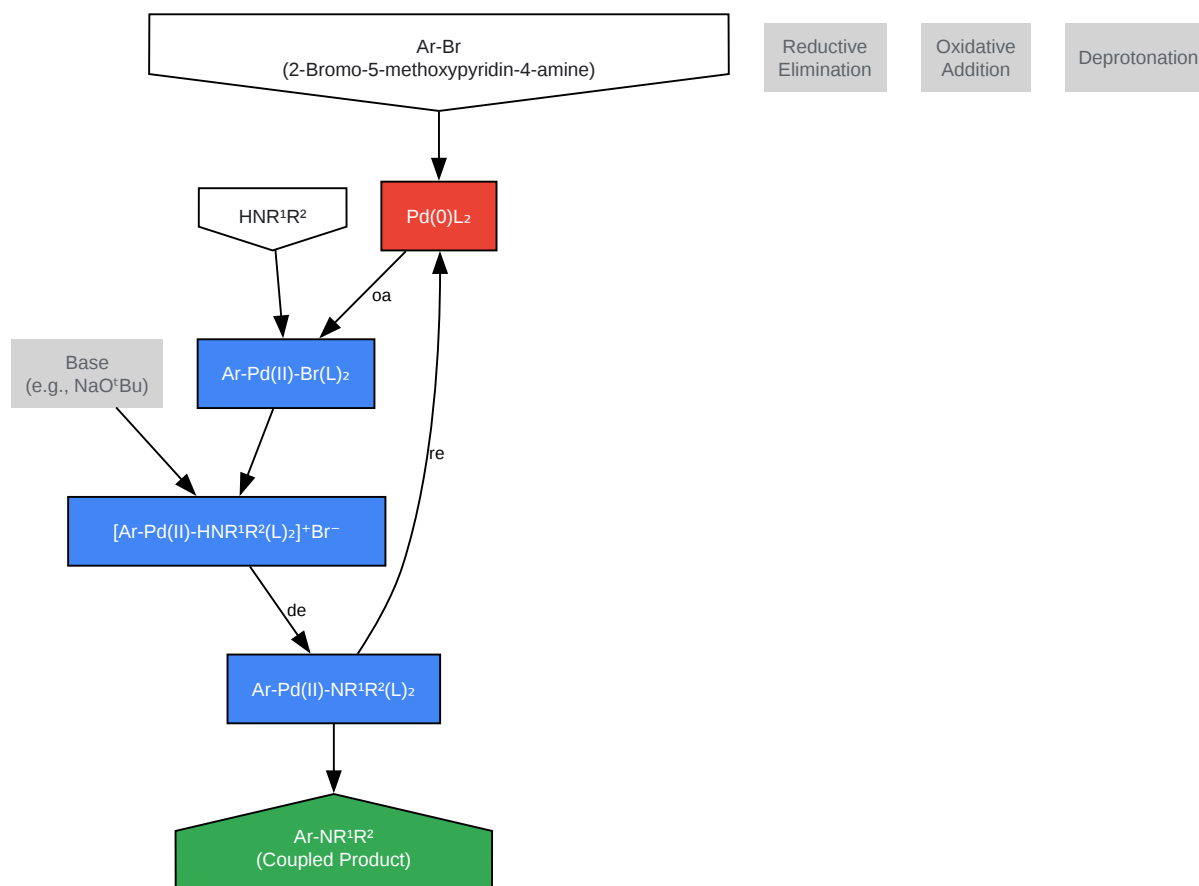 Ar-Br
(2-Bromo-5-methoxypyridin-4-amine)
Reductive
Elimination
Oxidative
Addition
Deprotonation
HNR¹R²
Pd(0)L₂
oa
Base
(e.g., NaOᵗBu)
Ar-Pd(II)-Br(L)₂
re
[Ar-Pd(II)-HNR¹R²(L)₂]⁺Br⁻
de
Ar-Pd(II)-NR¹R²(L)₂
Ar-NR¹R²
(Coupled Product)